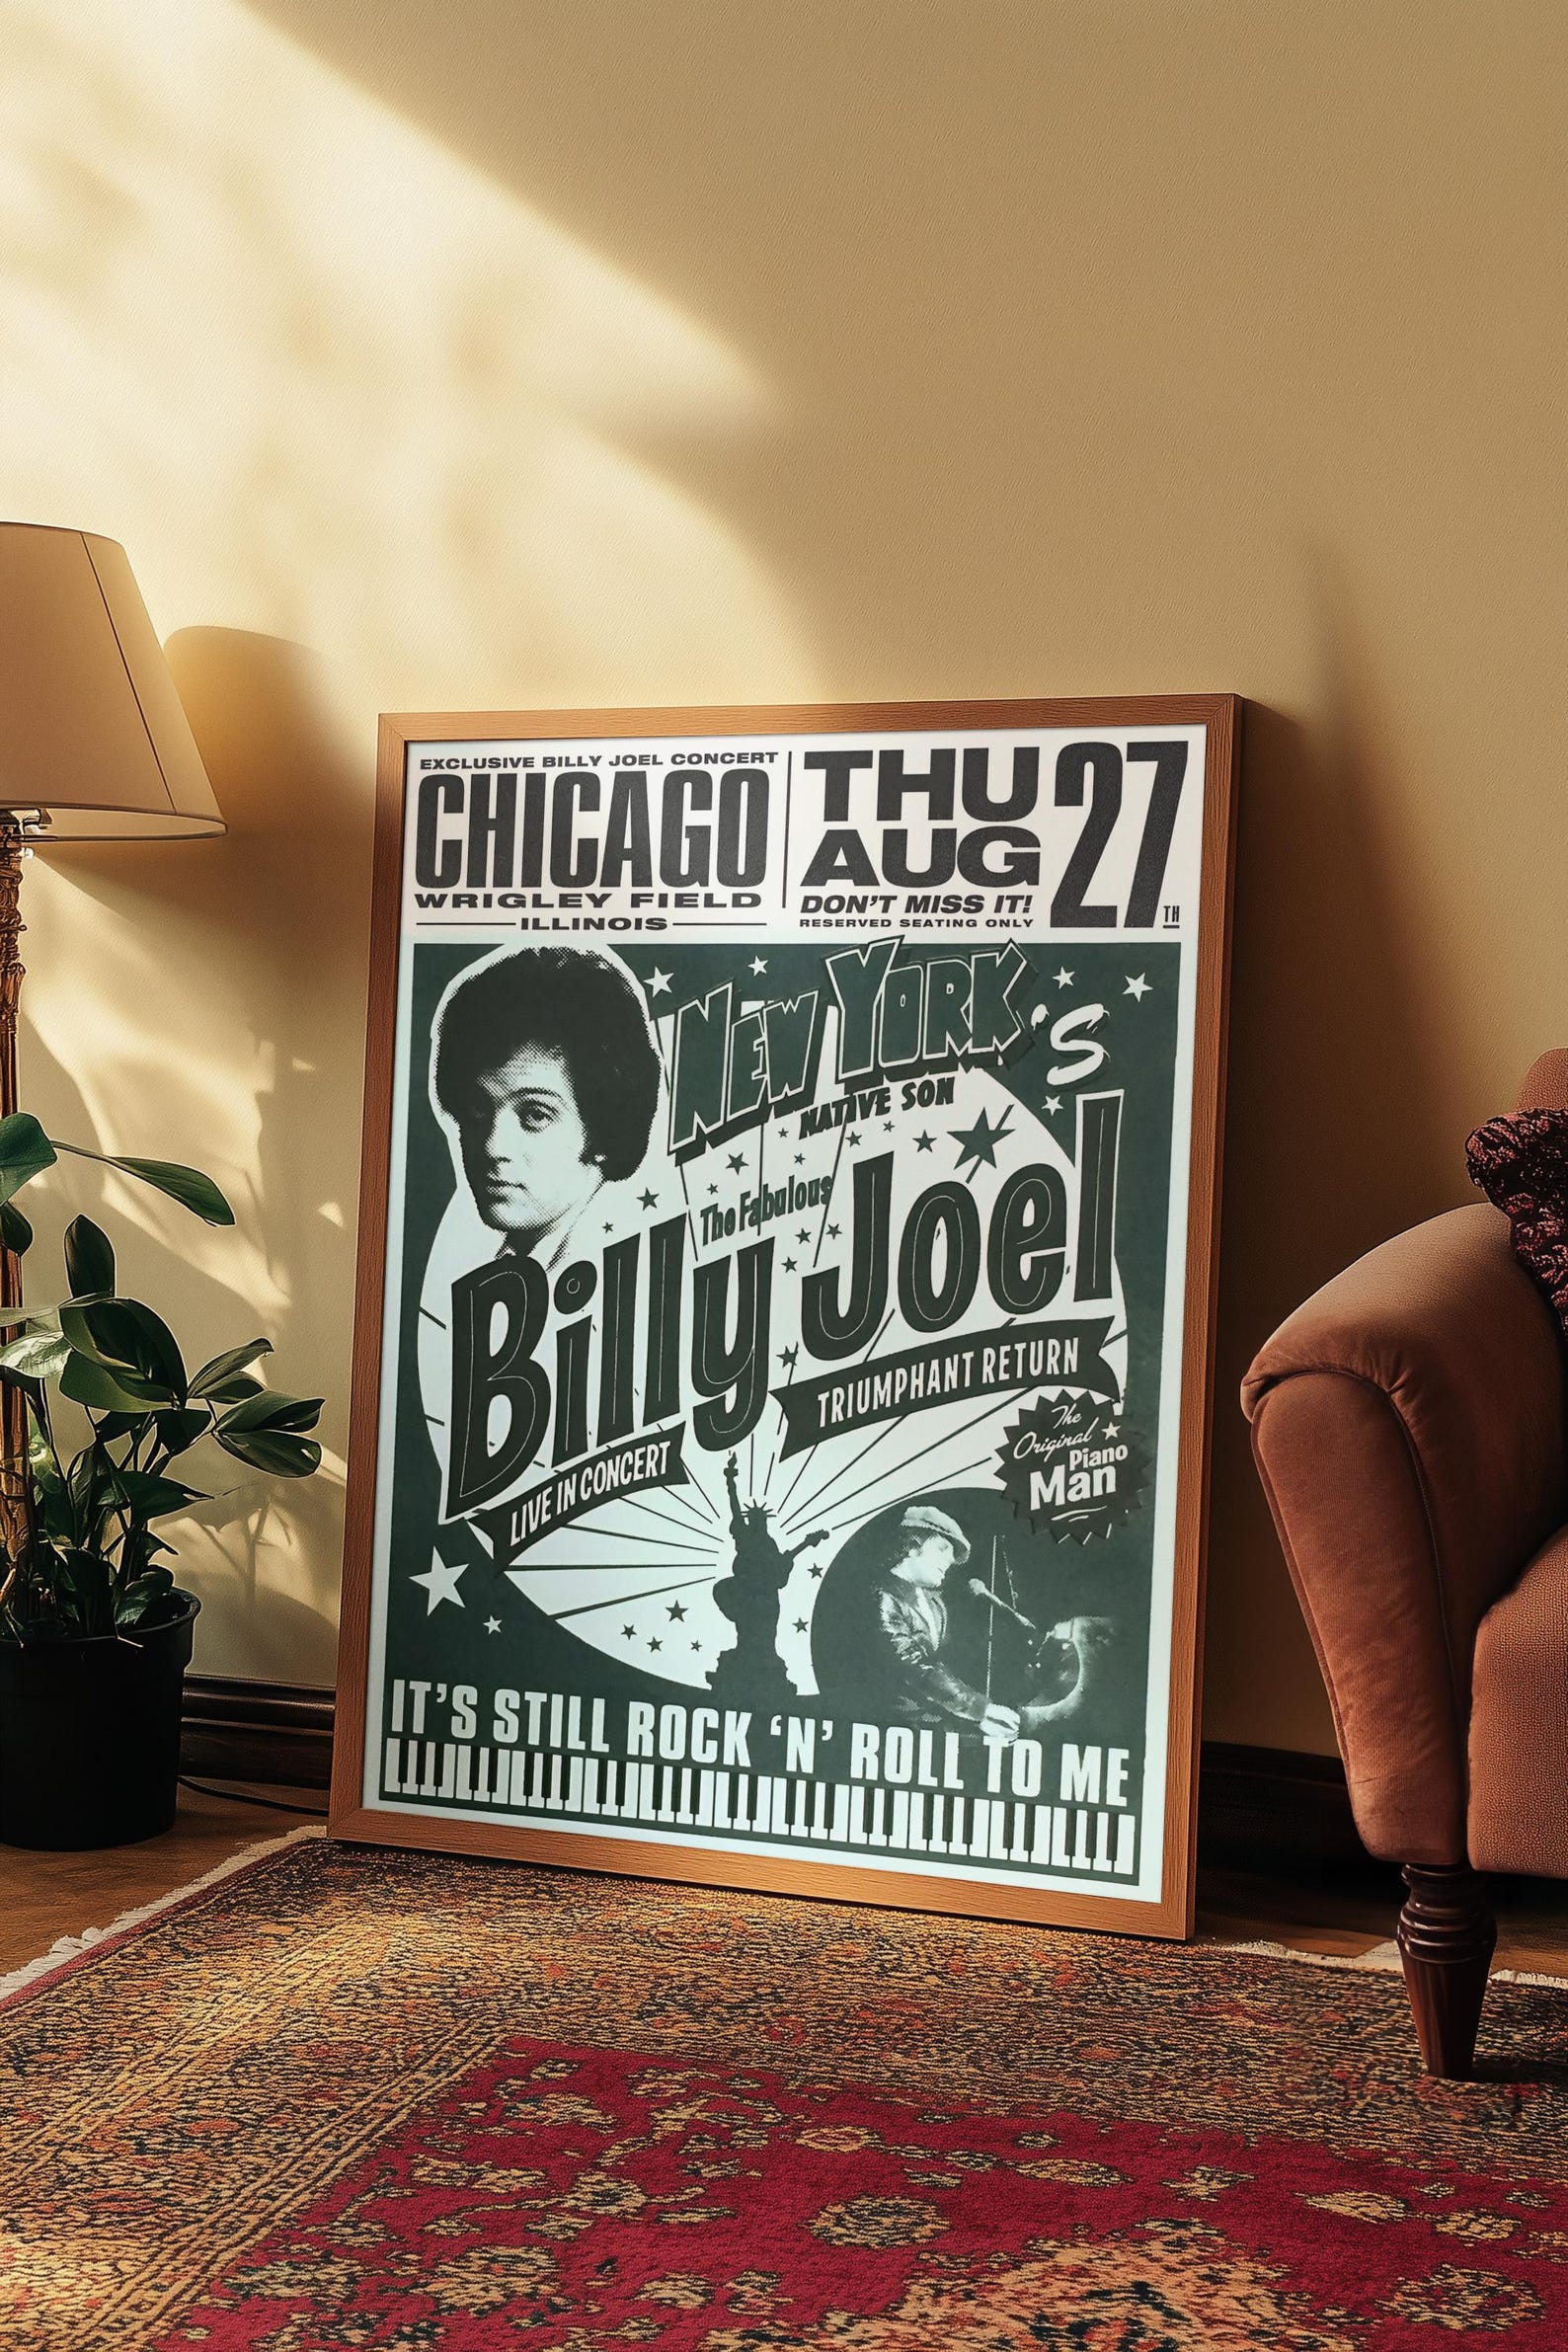 EXCLUSIVE BILLY JOEL CONCERT
CHICAGO
WRIGLEY FIELD
ILLINOIS
THU
AUG
27TH
DON'T MISS IT!
RESERVED SEATING ONLY
NEW YORK'S
NATIVE SON
The Fabulous
Billy Joel
TRIUMPHANT RETURN
LIVE IN CONCERT
The
Original
Piano
Man
IT'S STILL ROCK 'N' ROLL TO ME